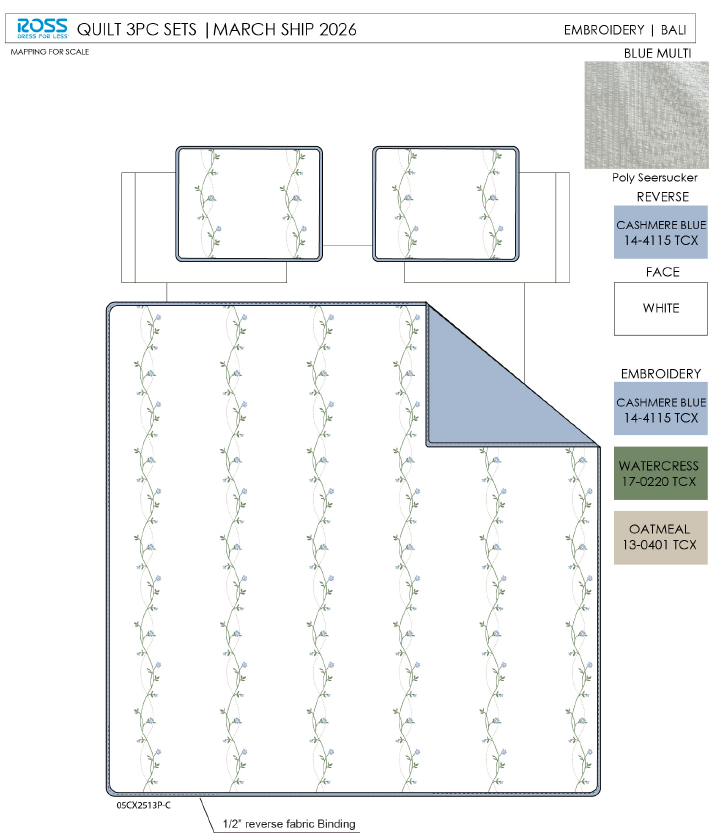 ROSS
DRESS FOR LESS
QUILT 3PC SETS | MARCH SHIP 2026
EMBROIDERY | BALI
MAPPING FOR SCALE
BLUE MULTI
Poly Seersucker
REVERSE
CASHMERE BLUE
14-4115 TCX
FACE
WHITE
EMBROIDERY
CASHMERE BLUE
14-4115 TCX
WATERCRESS
17-0220 TCX
OATMEAL
13-0401 TCX
05CX2513P-C
1/2" reverse fabric Binding